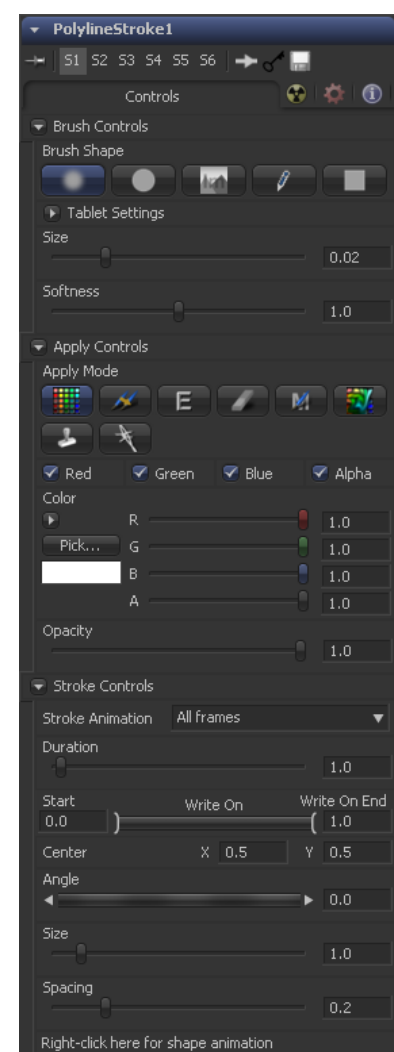 PolylineStroke1
S1 S2 S3 S4 S5 S6
Controls
Brush Controls
Brush Shape
Tablet Settings
Size
0.02
Softness
1.0
Apply Controls
Apply Mode
E M
Red Green Blue Alpha
Color
R 1.0
Pick... G 1.0
B 1.0
A 1.0
Opacity
1.0
Stroke Controls
Stroke Animation All frames
Duration
1.0
Start Write On Write On End
0.0 1.0
Center X 0.5 Y 0.5
Angle
0.0
Size
1.0
Spacing
0.2
Right-click here for shape animation